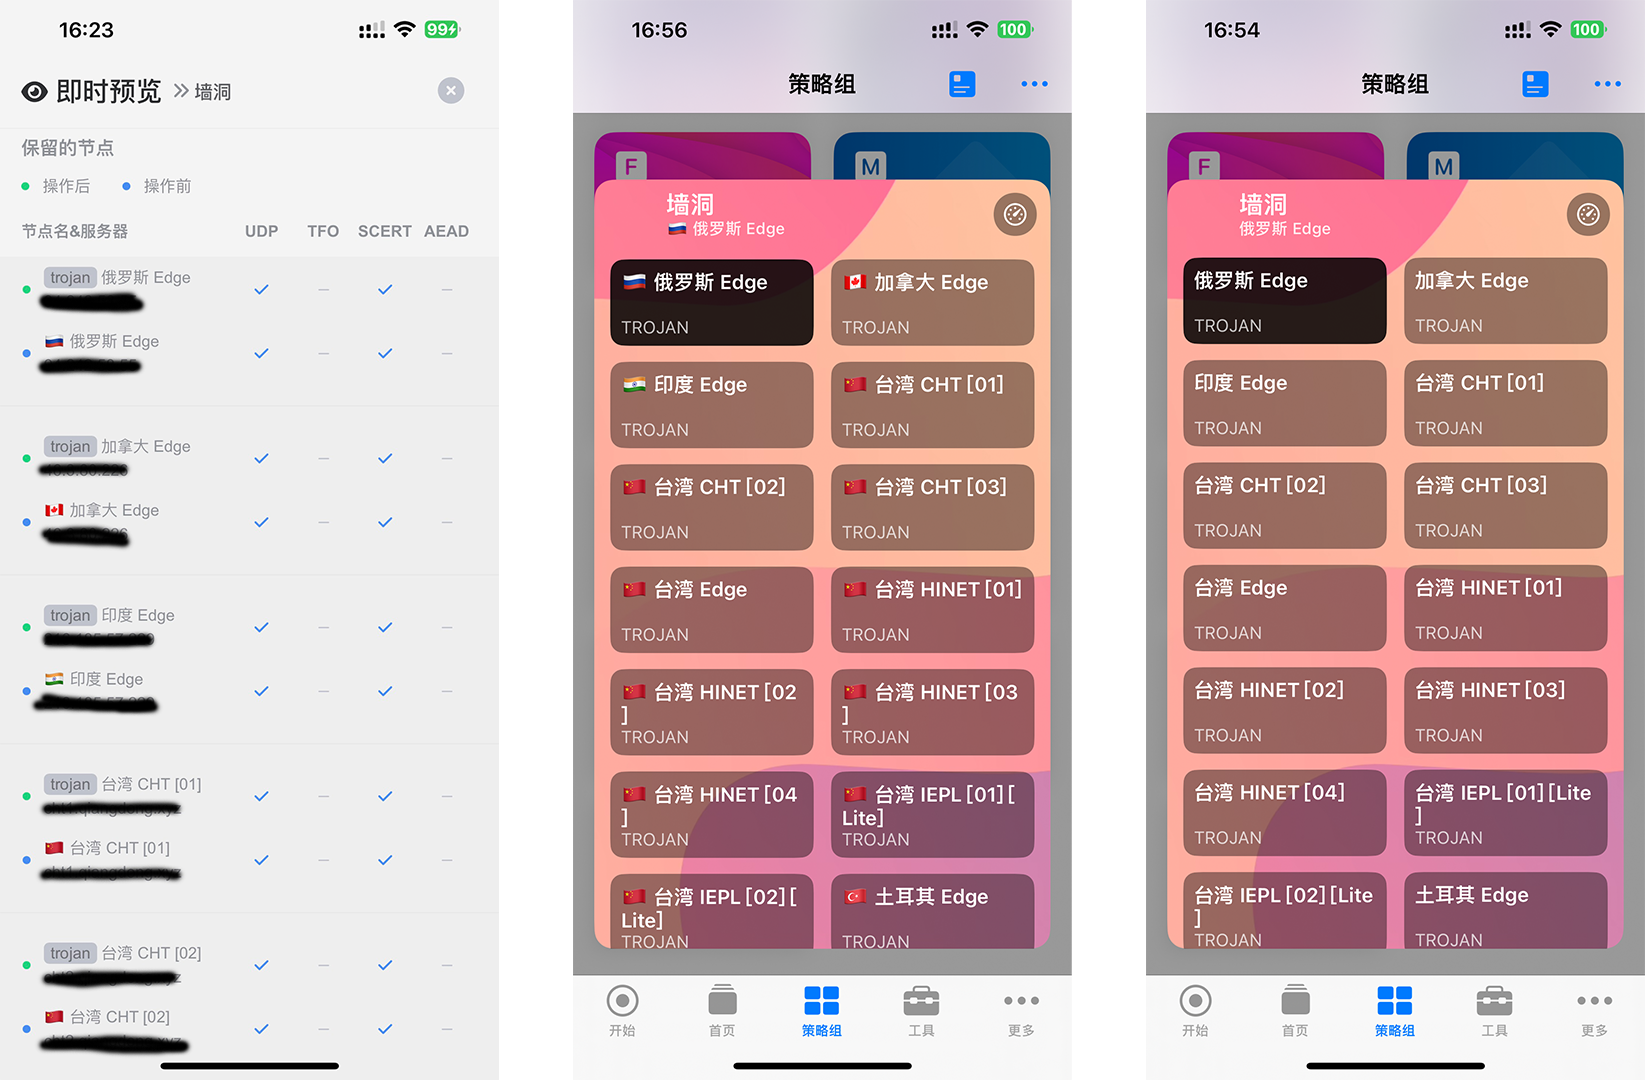 16:23
99
即时预览 墙洞
保留的节点
操作后 操作前
节点名&服务器 UDP TFO SCERT AEAD
trojan 俄罗斯 Edge
俄罗斯 Edge
trojan 加拿大 Edge
加拿大 Edge
trojan 印度 Edge
印度 Edge
trojan 台湾 CHT [01]
台湾 CHT [01]
trojan 台湾 CHT [02]
台湾 CHT [02]
16:56
100
策略组
F
M
墙洞
俄罗斯 Edge
俄罗斯 Edge
TROJAN
加拿大 Edge
TROJAN
印度 Edge
TROJAN
台湾 CHT [01]
TROJAN
台湾 CHT [02]
TROJAN
台湾 CHT [03]
TROJAN
台湾 Edge
TROJAN
台湾 HINET [01]
TROJAN
台湾 HINET [02
]
TROJAN
台湾 HINET [03
]
TROJAN
台湾 HINET [04
]
TROJAN
台湾 IEPL [01] [
Lite]
TROJAN
台湾 IEPL [02] [
Lite]
TROJAN
土耳其 Edge
TROJAN
开始 首页 策略组 工具 更多
16:54
100
策略组
F
M
墙洞
俄罗斯 Edge
俄罗斯 Edge
TROJAN
加拿大 Edge
TROJAN
印度 Edge
TROJAN
台湾 CHT [01]
TROJAN
台湾 CHT [02]
TROJAN
台湾 CHT [03]
TROJAN
台湾 Edge
TROJAN
台湾 HINET [01]
TROJAN
台湾 HINET [02]
TROJAN
台湾 HINET [03]
TROJAN
台湾 HINET [04]
TROJAN
台湾 IEPL [01] [Lite
]
TROJAN
台湾 IEPL [02] [Lite
]
TROJAN
土耳其 Edge
TROJAN
开始 首页 策略组 工具 更多